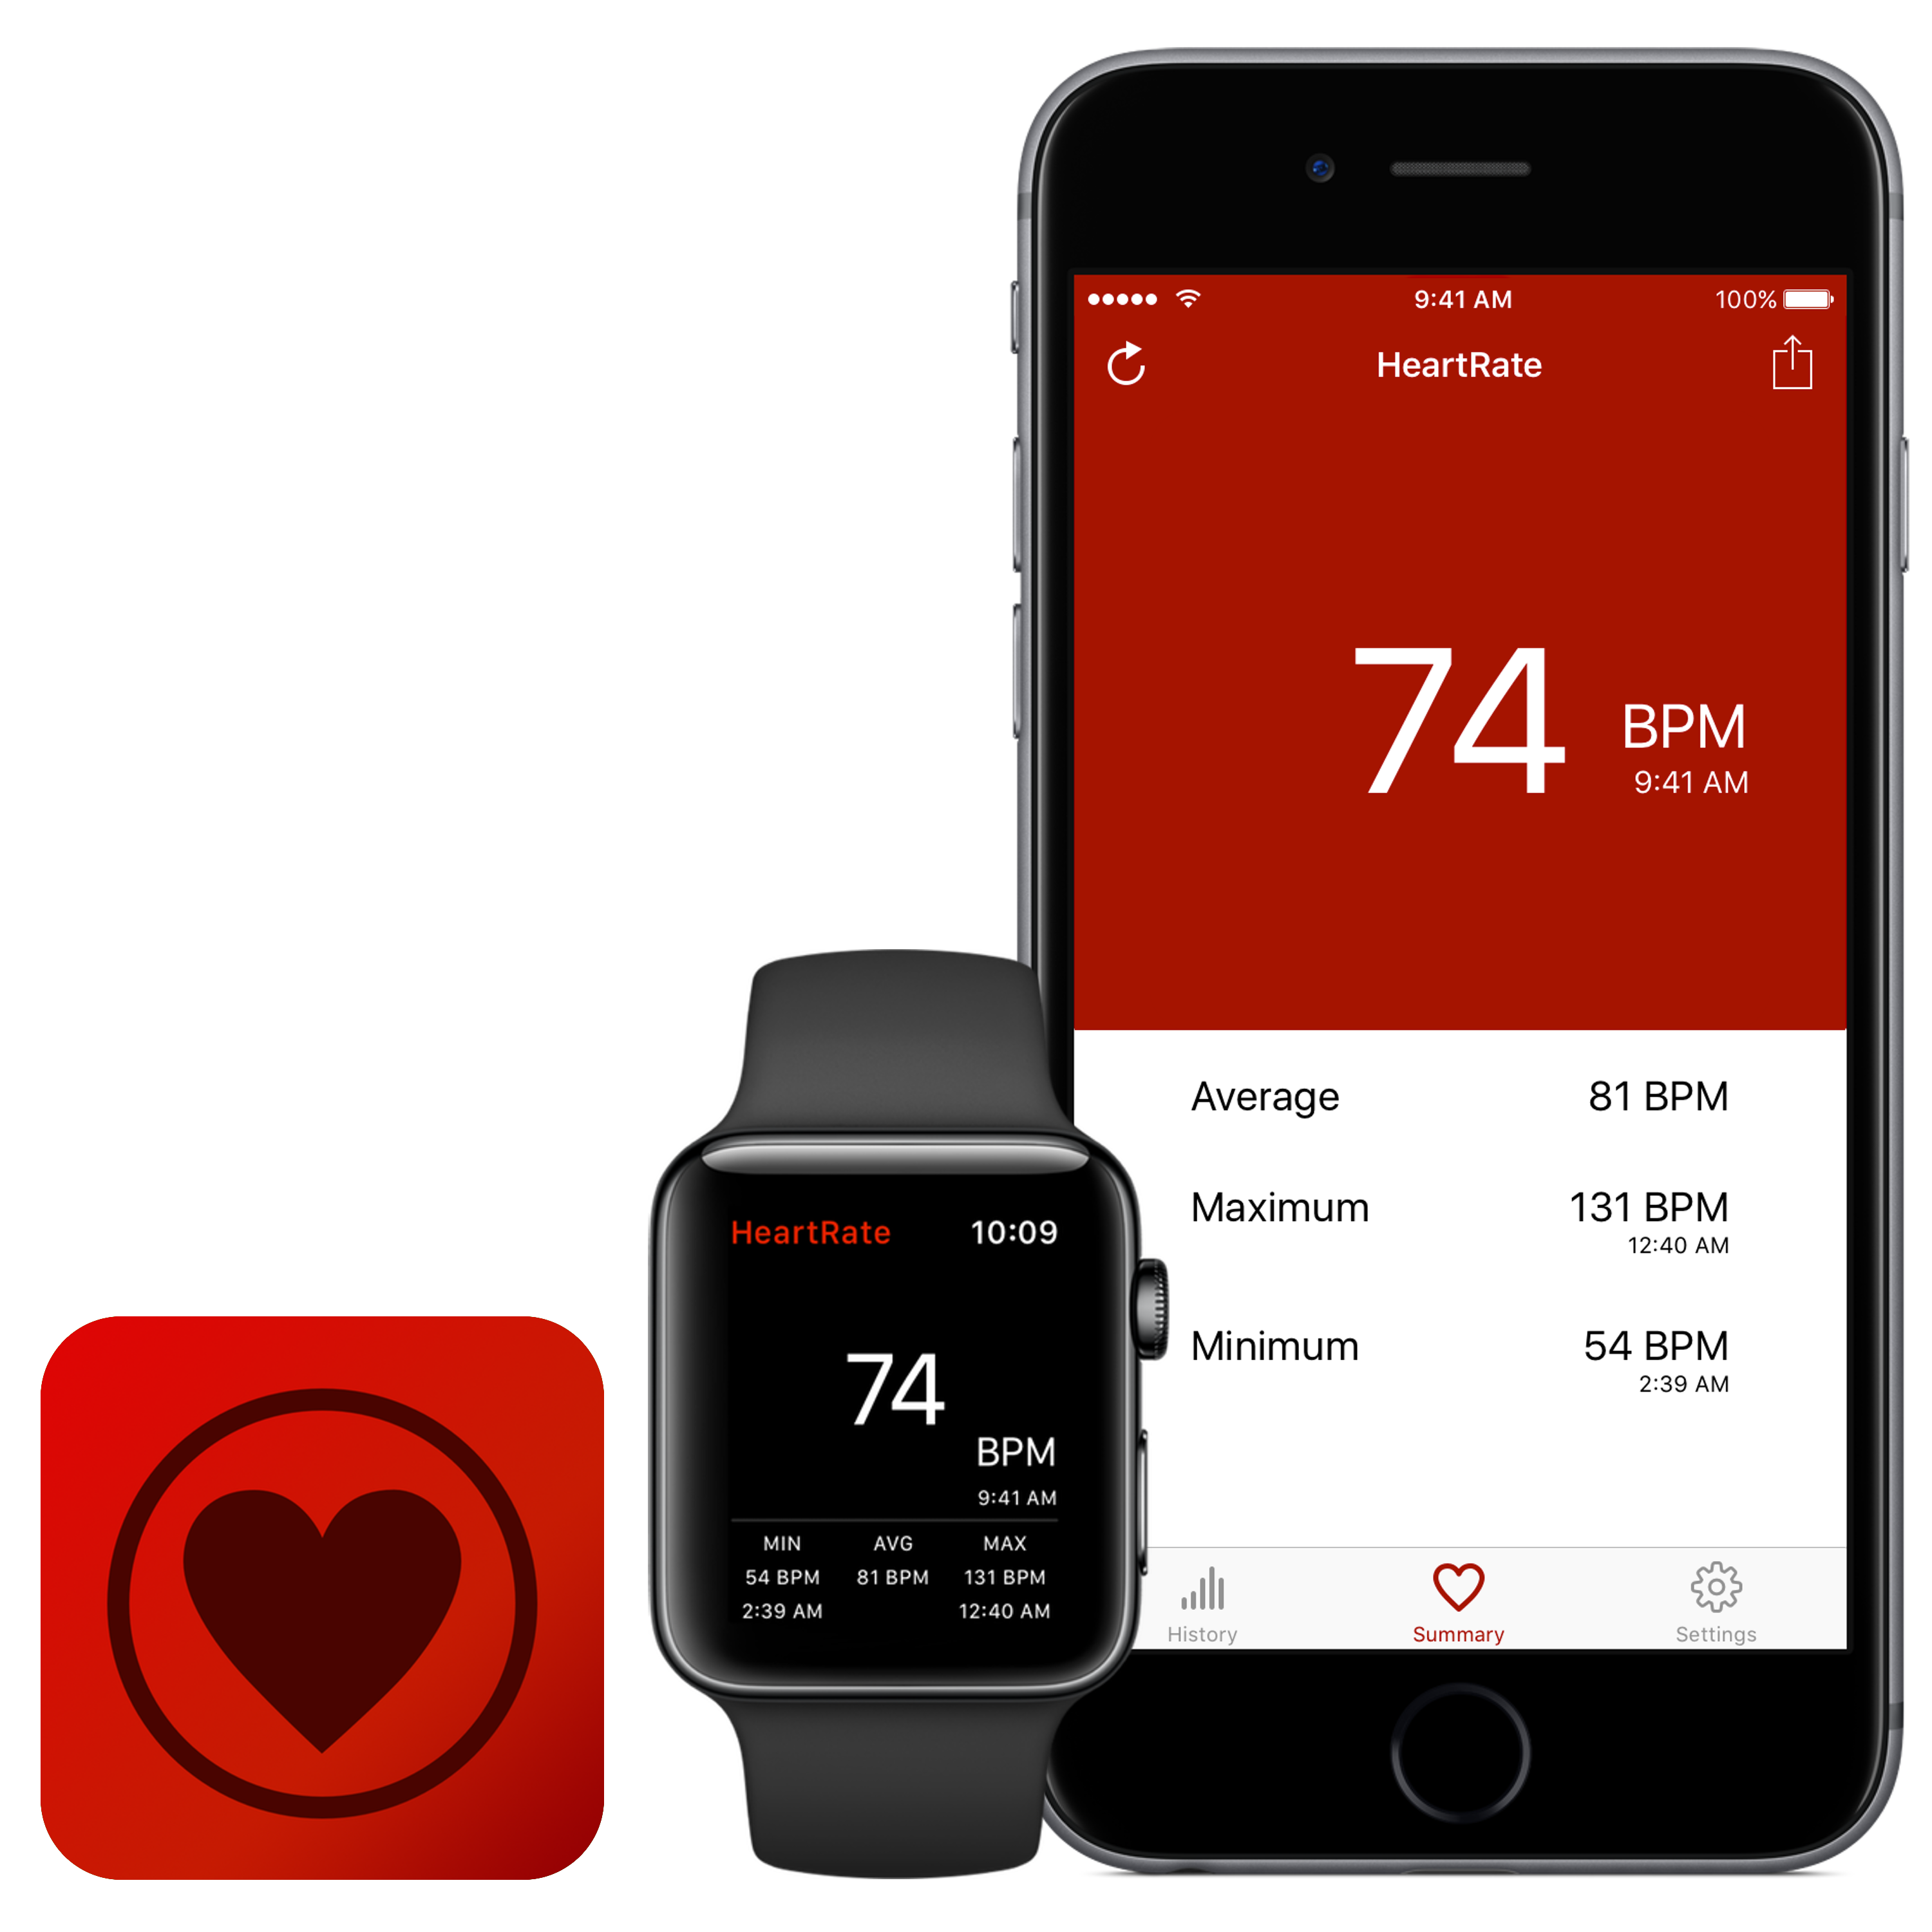 9:41 AM
100%
HeartRate
74
BPM
9:41 AM
Average 81 BPM
Maximum 131 BPM
12:40 AM
Minimum 54 BPM
2:39 AM
History Summary Settings
HeartRate 10:09
74
BPM
9:41 AM
MIN AVG MAX
54 BPM 81 BPM 131 BPM
2:39 AM 12:40 AM